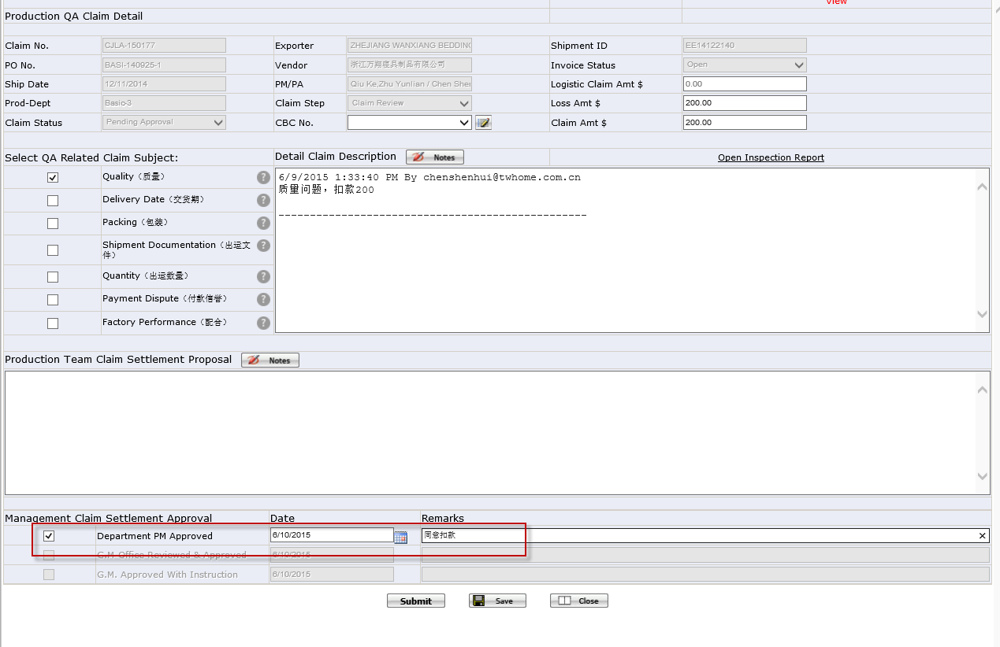 View
Production QA Claim Detail
Claim No. CJLA-150177 Exporter ZHEJIANG WANXIANG BEDDING Shipment ID EE14122140
PO No. BASI-140925-1 Vendor 浙江万翔寝具制品有限公司 Invoice Status Open
Ship Date 12/11/2014 PM/PA Qiu Ke,Zhu Yunlian / Chen Shen Logistic Claim Amt $ 0.00
Prod-Dept Basic-3 Claim Step Claim Review Loss Amt $ 200.00
Claim Status Pending Approval CBC No. Claim Amt $ 200.00
Select QA Related Claim Subject: Detail Claim Description Notes Open Inspection Report
Quality（质量） ?
Delivery Date（交货期） ?
Packing（包装） ?
Shipment Documentation（出运文
件） ?
Quantity（出运数量） ?
Payment Dispute（付款信誉） ?
Factory Performance（配合） ?
6/9/2015 1:33:40 PM By chenshenhui@twhome.com.cn
质量问题，扣款200
-------------------------------------------------
Production Team Claim Settlement Proposal Notes
Management Claim Settlement Approval Date Remarks
Department PM Approved 6/10/2015 同意扣款
G.M Office Reviewed & Approved 6/10/2015
G.M. Approved With Instruction 6/10/2015
Submit Save Close